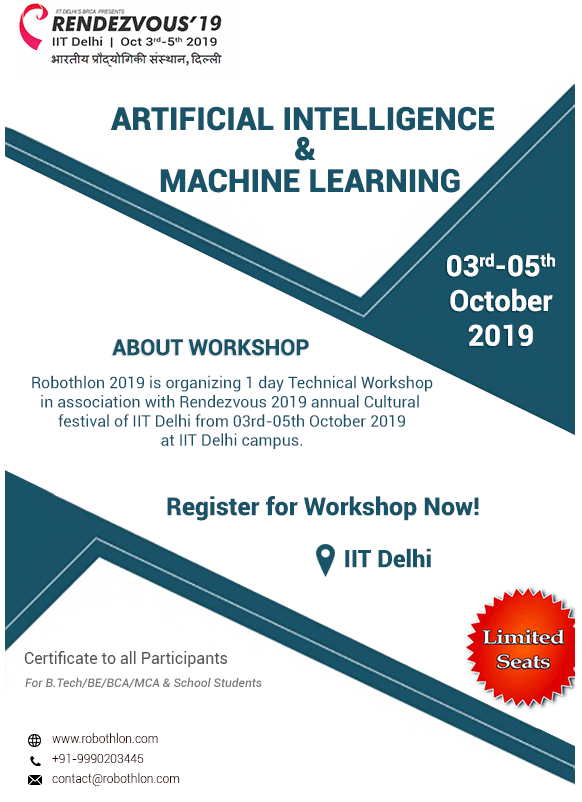 IIT DELHI'S BRCA PRESENTS
RENDEZVOUS'19
IIT Delhi | Oct 3rd-5th 2019
भारतीय प्रौद्योगिकी संस्थान, दिल्ली
ARTIFICIAL INTELLIGENCE
&
MACHINE LEARNING
03rd-05th
October
2019
ABOUT WORKSHOP
Robothlon 2019 is organizing 1 day Technical Workshop
in association with Rendezvous 2019 annual Cultural
festival of IIT Delhi from 03rd-05th October 2019
at IIT Delhi campus.
Register for Workshop Now!
IIT Delhi
Limited
Seats
Certificate to all Participants
For B.Tech/BE/BCA/MCA & School Students
www.robothlon.com
+91-9990203445
contact@robothlon.com